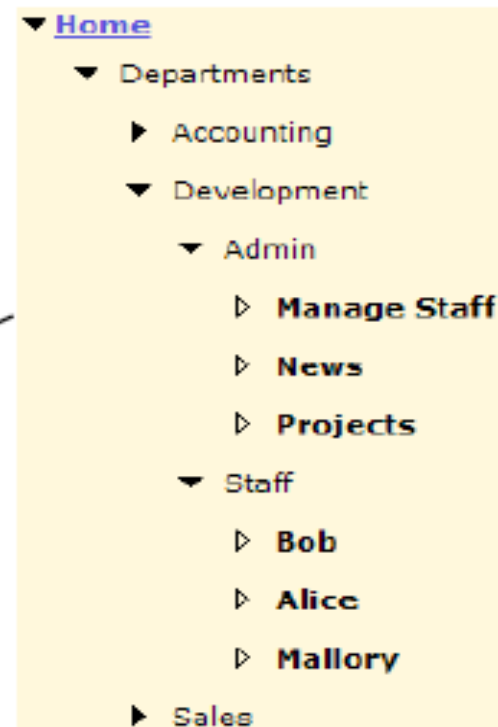 Home
Departments
Accounting
Development
Admin
Manage Staff
News
Projects
Staff
Bob
Alice
Mallory
Sales